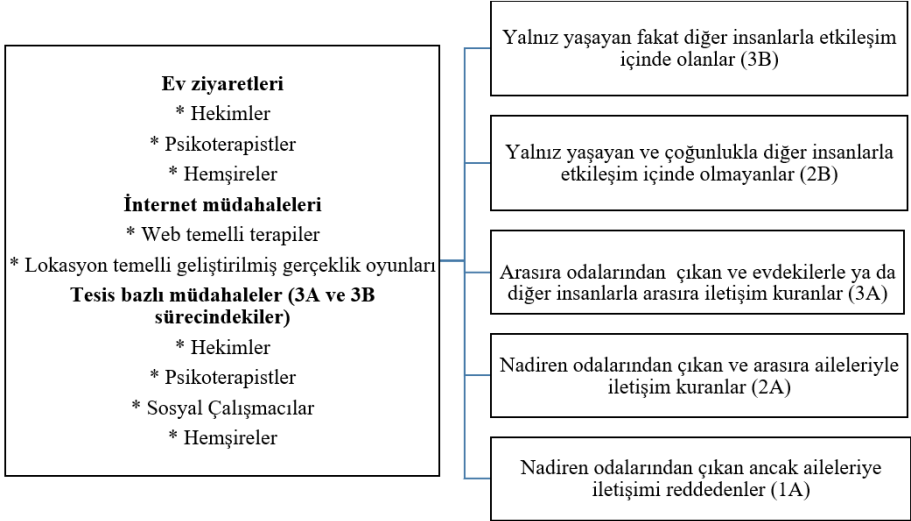 Ev ziyaretleri
* Hekimler
* Psikoterapistler
* Hemşireler
İnternet müdahaleleri
* Web temelli terapiler
* Lokasyon temelli geliştirilmiş gerçeklik oyunları
Tesis bazlı müdahaleler (3A ve 3B
sürecindekiler)
* Hekimler
* Psikoterapistler
* Sosyal Çalışmacılar
* Hemşireler
Yalnız yaşayan fakat diğer insanlarla etkileşim
içinde olanlar (3B)
Yalnız yaşayan ve çoğunlukla diğer insanlarla
etkileşim içinde olmayanlar (2B)
Arasıra odalarından çıkan ve evdekilerle ya da
diğer insanlarla arasıra iletişim kuranlar (3A)
Nadiren odalarından çıkan ve arasıra aileleriyle
iletişim kuranlar (2A)
Nadiren odalarından çıkan ancak aileleriye
iletişimi reddedenler (1A)